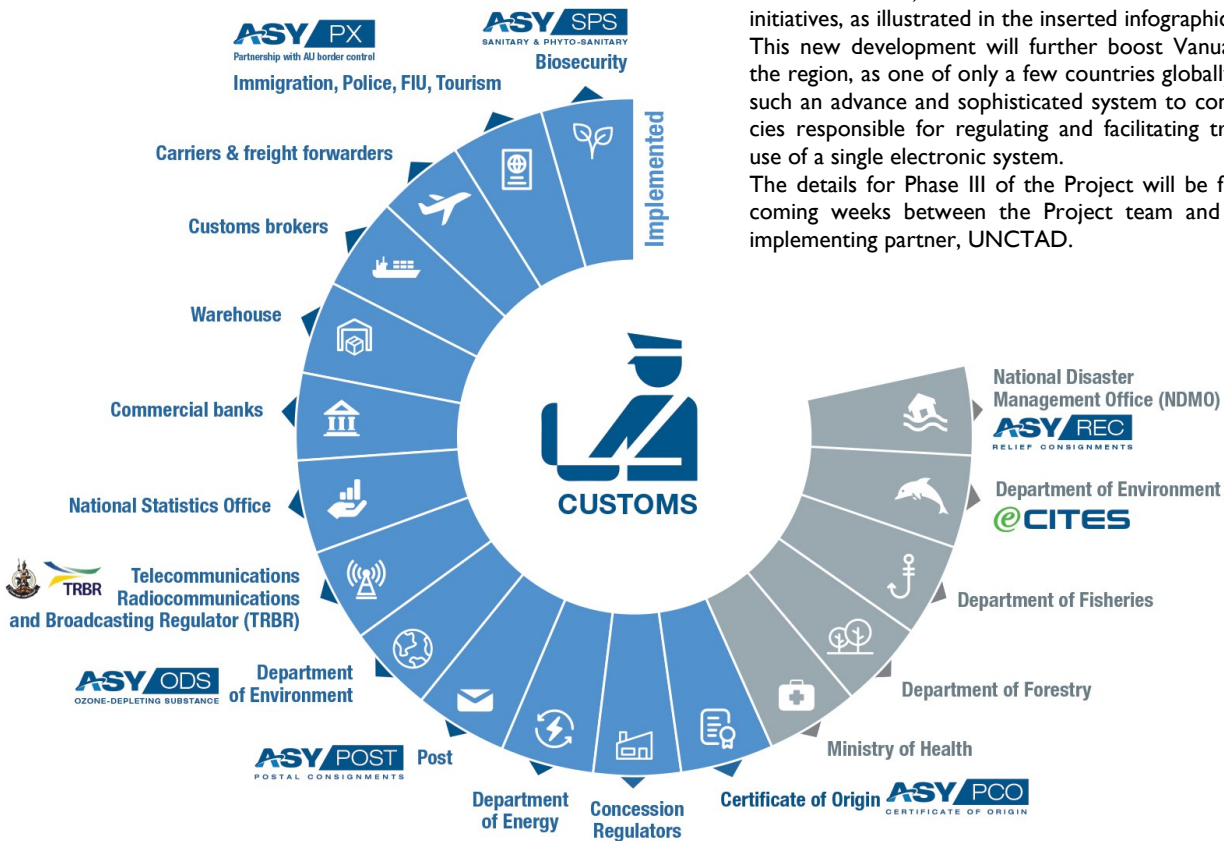 initiatives, as illustrated in the inserted infographic
This new development will further boost Vanua
the region, as one of only a few countries globall
such an advance and sophisticated system to con
cies responsible for regulating and facilitating tr
use of a single electronic system.
The details for Phase III of the Project will be f
coming weeks between the Project team and
implementing partner, UNCTAD.
ASY PX
Partnership with AU border control
Immigration, Police, FIU, Tourism
ASY SPS
SANITARY & PHYTO-SANITARY
Biosecurity
Implemented
Carriers & freight forwarders
Customs brokers
Warehouse
Commercial banks
National Statistics Office
TRBR
Telecommunications
Radiocommunications
and Broadcasting Regulator (TRBR)
ASY ODS
OZONE-DEPLETING SUBSTANCE
Department
of Environment
ASY POST
POSTAL CONSIGNMENTS
Post
Department
of Energy
Concession
Regulators
Certificate of Origin
ASY PCO
CERTIFICATE OF ORIGIN
Ministry of Health
Department of Forestry
Department of Fisheries
Department of Environment
eCITES
National Disaster
Management Office (NDMO)
ASY REC
RELIEF CONSIGNMENTS
CUSTOMS